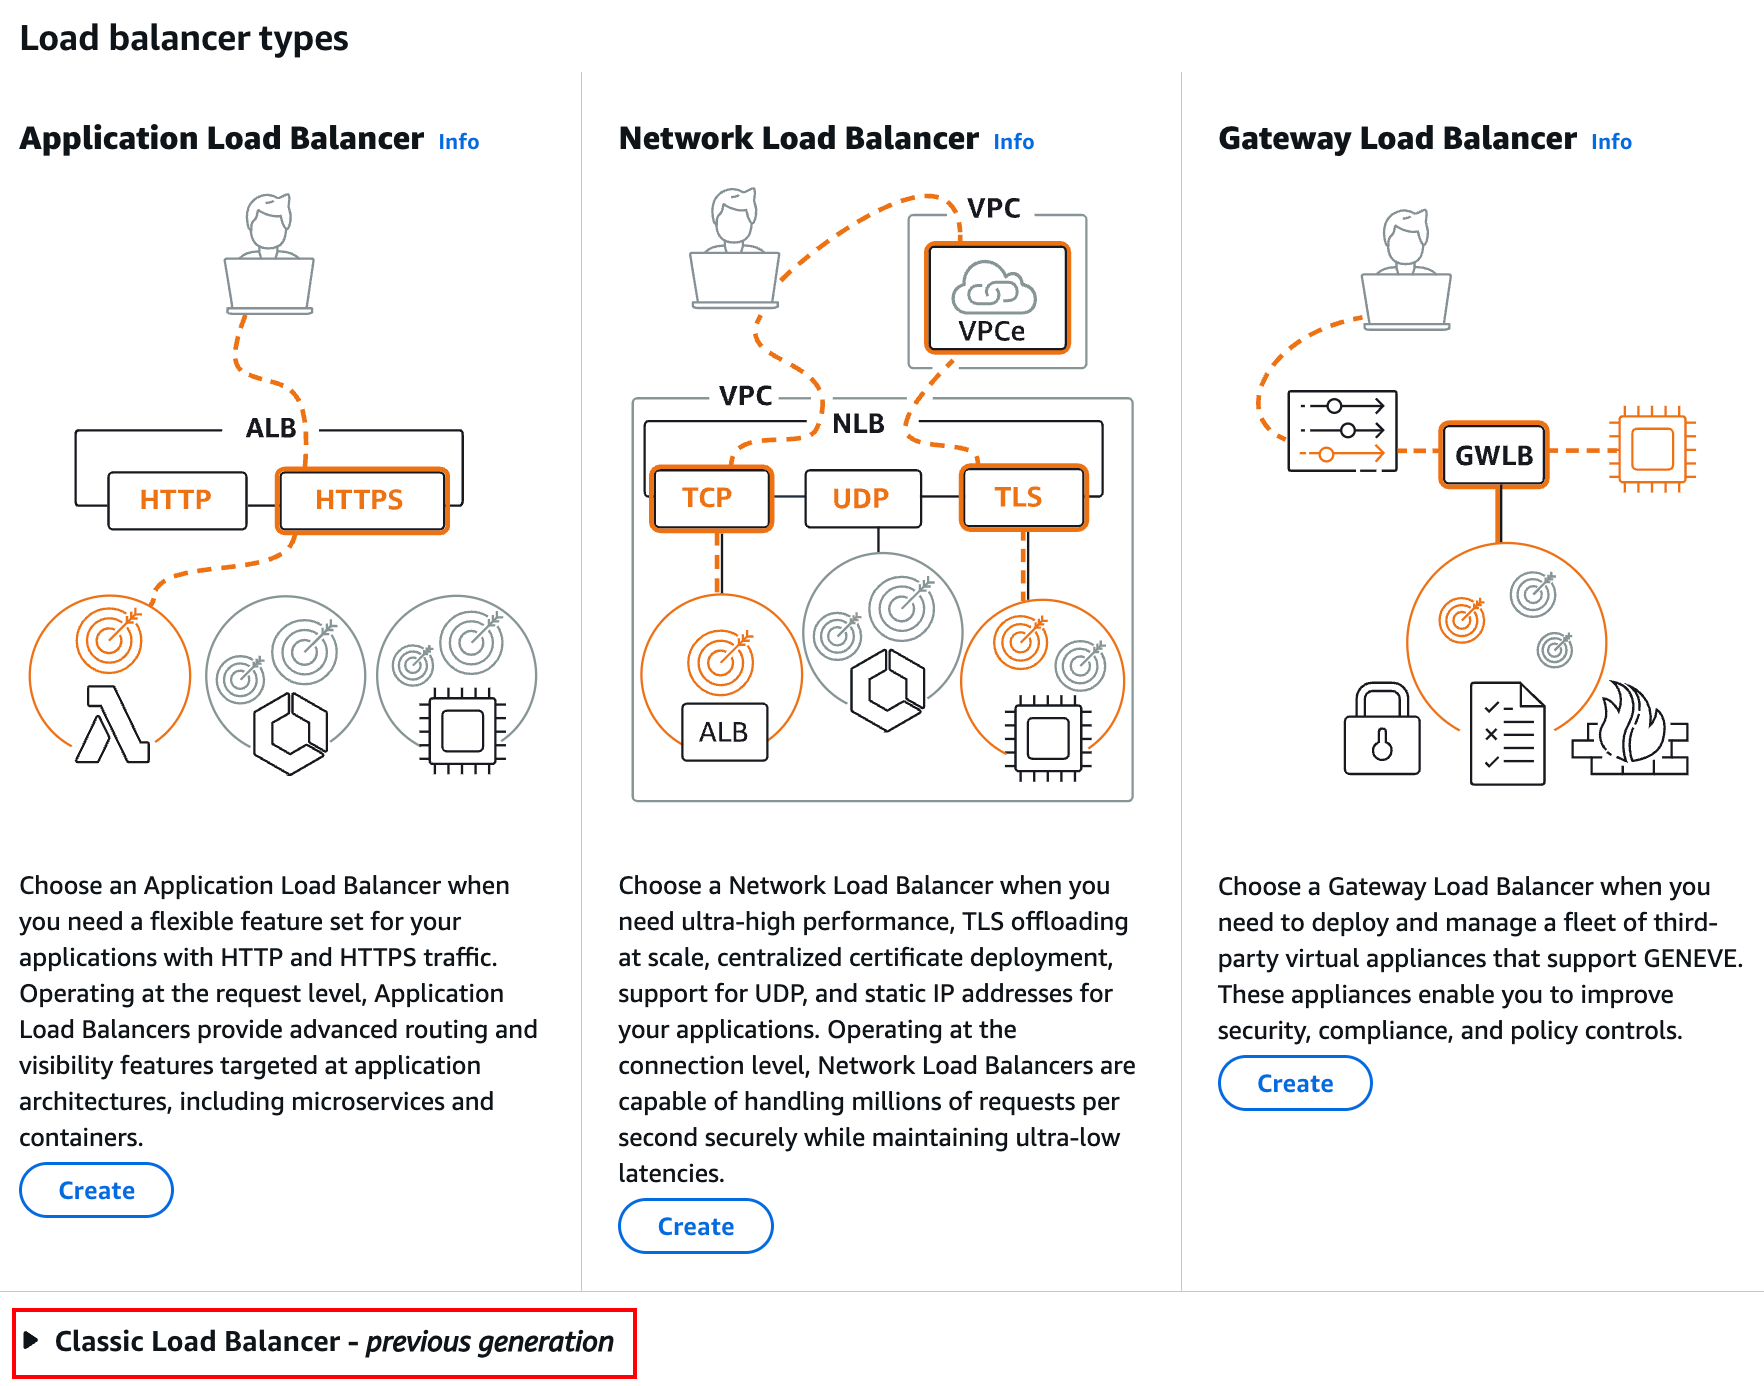 Load balancer types
Application Load Balancer Info
ALB
HTTP
HTTPS
Choose an Application Load Balancer when
you need a flexible feature set for your
applications with HTTP and HTTPS traffic.
Operating at the request level, Application
Load Balancers provide advanced routing and
visibility features targeted at application
architectures, including microservices and
containers.
Create
Network Load Balancer Info
VPC
VPCe
VPC
NLB
TCP
UDP
TLS
ALB
Choose a Network Load Balancer when you
need ultra-high performance, TLS offloading
at scale, centralized certificate deployment,
support for UDP, and static IP addresses for
your applications. Operating at the
connection level, Network Load Balancers are
capable of handling millions of requests per
second securely while maintaining ultra-low
latencies.
Create
Gateway Load Balancer Info
GWLB
Choose a Gateway Load Balancer when you
need to deploy and manage a fleet of third-
party virtual appliances that support GENEVE.
These appliances enable you to improve
security, compliance, and policy controls.
Create
Classic Load Balancer - previous generation